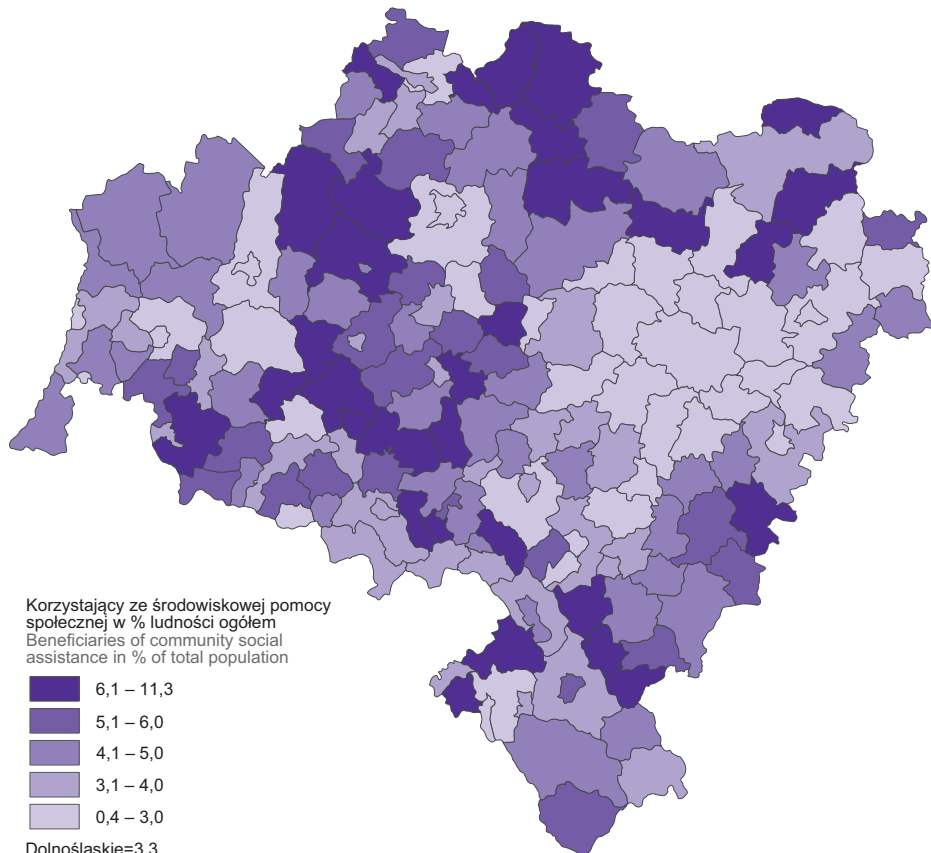 Korzystający ze środowiskowej pomocy
społecznej w % ludności ogółem
Beneficiaries of community social
assistance in % of total population
6,1 – 11,3
5,1 – 6,0
4,1 – 5,0
3,1 – 4,0
0,4 – 3,0
Dolnośląskie=3,3